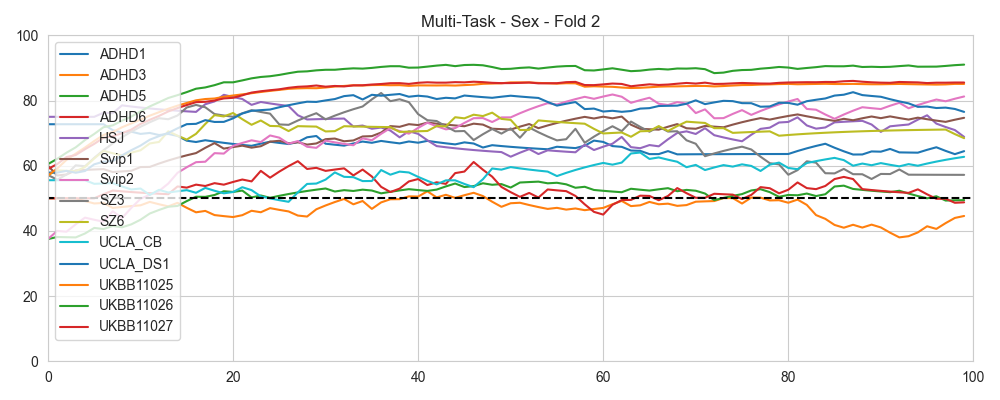 Multi-Task - Sex - Fold 2
100
80
60
40
20
0
ADHD1
ADHD3
ADHD5
ADHD6
HSJ
Svip1
Svip2
SZ3
SZ6
UCLA_CB
UCLA_DS1
UKBB11025
UKBB11026
UKBB11027
0 20 40 60 80 100